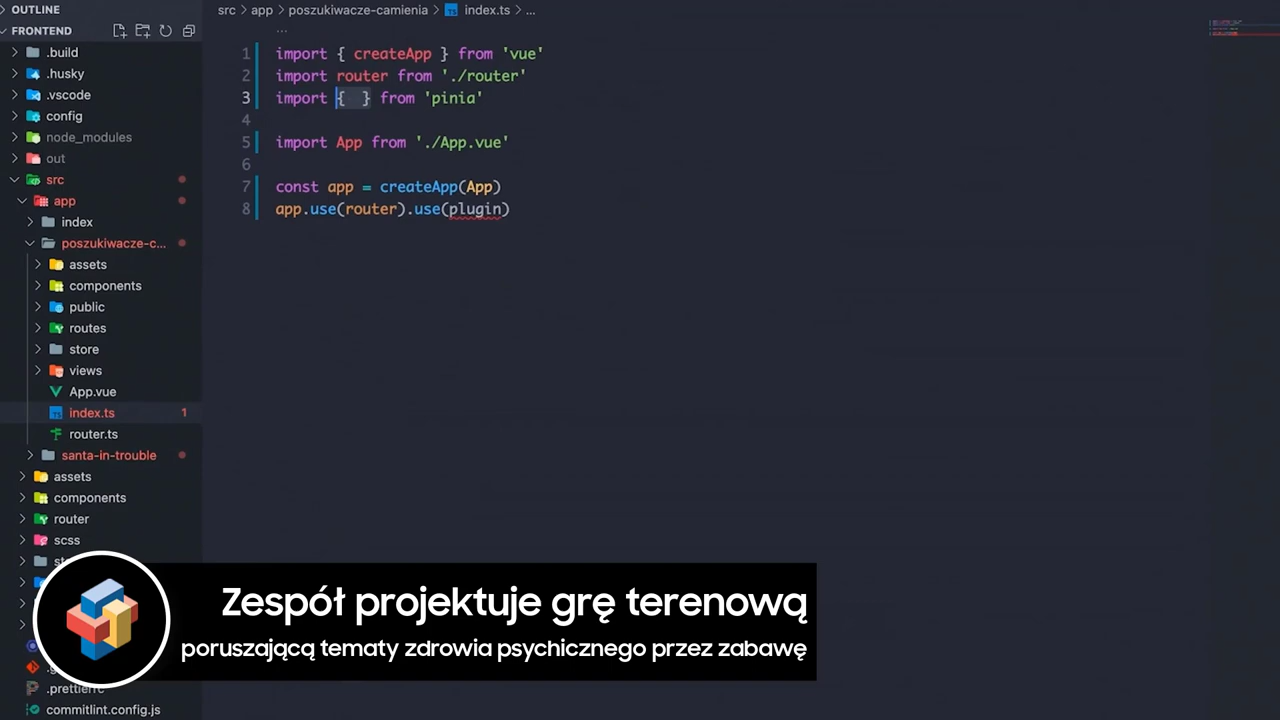 OUTLINE
FRONTEND
.build
.husky
.vscode
config
node_modules
out
src
app
index
poszukiwacze-c...
assets
components
public
routes
store
views
App.vue
index.ts 1
router.ts
santa-in-trouble
assets
components
router
scss
.prettierrc
commitlint.config.js
src > app > poszukiwacze-camienia > index.ts > ...
...
1 import { createApp } from 'vue'
2 import router from './router'
3 import { } from 'pinia'
4
5 import App from './App.vue'
6
7 const app = createApp(App)
8 app.use(router).use(plugin)
Zespół projektuje grę terenową
poruszającą tematy zdrowia psychicznego przez zabawę